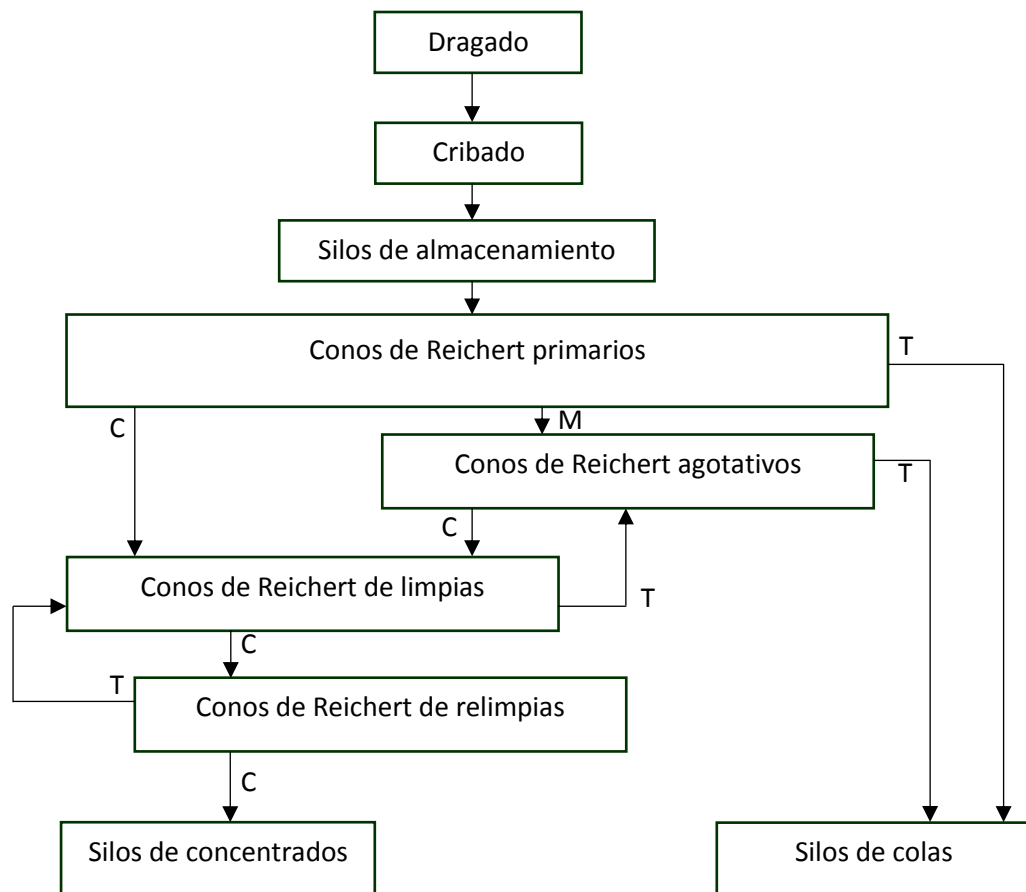 Dragado
Cribado
Silos de almacenamiento
Conos de Reichert primarios
T
C
M
Conos de Reichert agotativos
T
C
Conos de Reichert de limpias
T
C
T
Conos de Reichert de relimpias
C
Silos de concentrados
Silos de colas